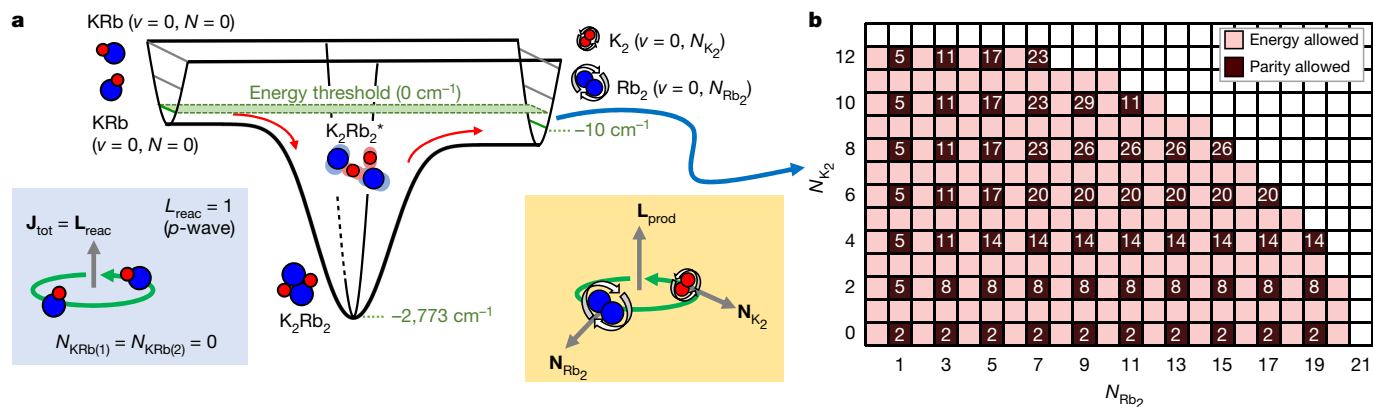 a
KRb (v = 0, N = 0)
KRb
(v = 0, N = 0)
Energy threshold (0 cm⁻¹)
K₂Rb₂*
K₂ (v = 0, N_K₂)
Rb₂ (v = 0, N_Rb₂)
−10 cm⁻¹
L_reac = 1
(p-wave)
J_tot = L_reac
N_KRb(1) = N_KRb(2) = 0
K₂Rb₂
−2,773 cm⁻¹
L_prod
N_K₂
N_Rb₂
b
Energy allowed
Parity allowed
N_K₂
12 5 11 17 23
10 5 11 17 23 29 11
8 5 11 17 23 26 26 26 26
6 5 11 17 20 20 20 20 20 20
4 5 11 14 14 14 14 14 14 14 14
2 5 8 8 8 8 8 8 8 8 8
0 2 2 2 2 2 2 2 2 2 2
1 3 5 7 9 11 13 15 17 19 21
N_Rb₂